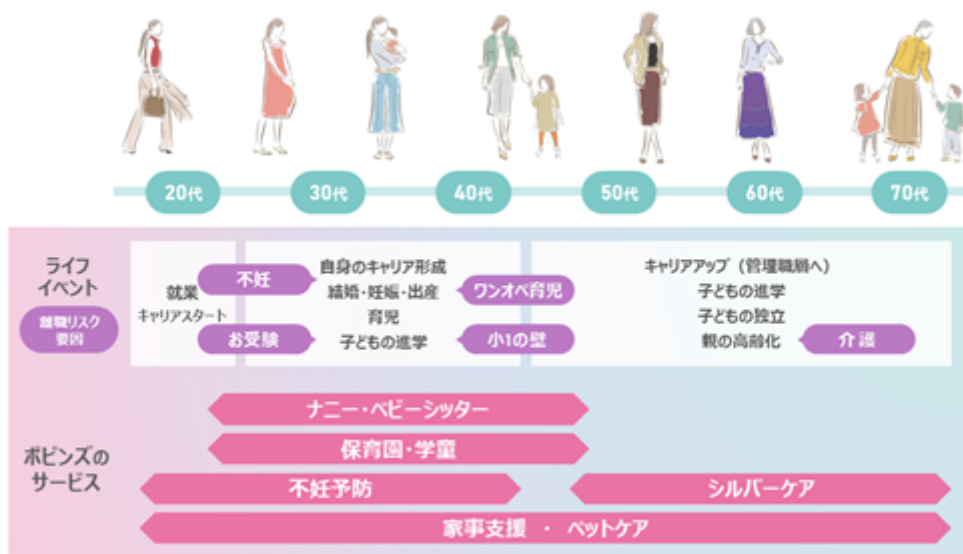 20代
30代
40代
50代
60代
70代
ライフ
イベント
離職リスク
要因
就業
キャリアスタート
不妊
お受験
自身のキャリア形成
結婚・妊娠・出産
育児
子どもの進学
ワンオペ育児
小1の壁
キャリアアップ（管理職層へ）
子どもの進学
子どもの独立
親の高齢化
介護
ポピンズの
サービス
ナニー・ベビーシッター
保育園・学童
不妊予防
シルバーケア
家事支援 ・ ペットケア